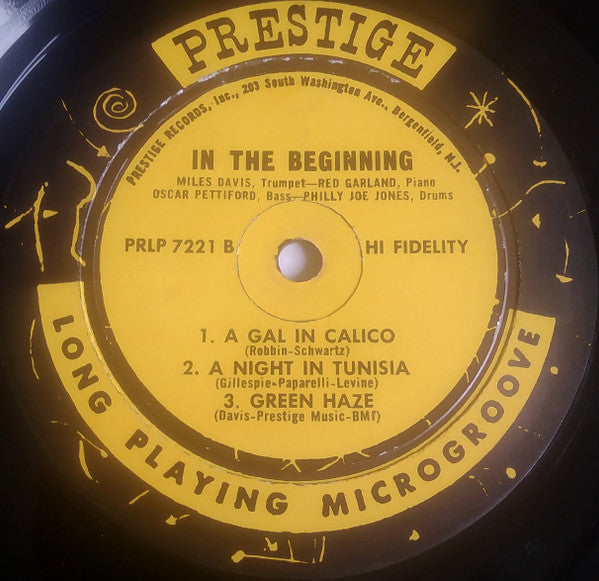 PRESTIGE
PRESTIGE RECORDS, Inc., 203 South Washington Ave., Bergenfield, N.J.
IN THE BEGINNING
MILES DAVIS, Trumpet—RED GARLAND, Piano
OSCAR PETTIFORD, Bass—PHILLY JOE JONES, Drums
PRLP 7221 B
HI FIDELITY
1. A GAL IN CALICO
(Robbin-Schwartz)
2. A NIGHT IN TUNISIA
(Gillespie-Paparelli-Levine)
3. GREEN HAZE
(Davis-Prestige Music-BMI)
LONG PLAYING MICROGROOVE